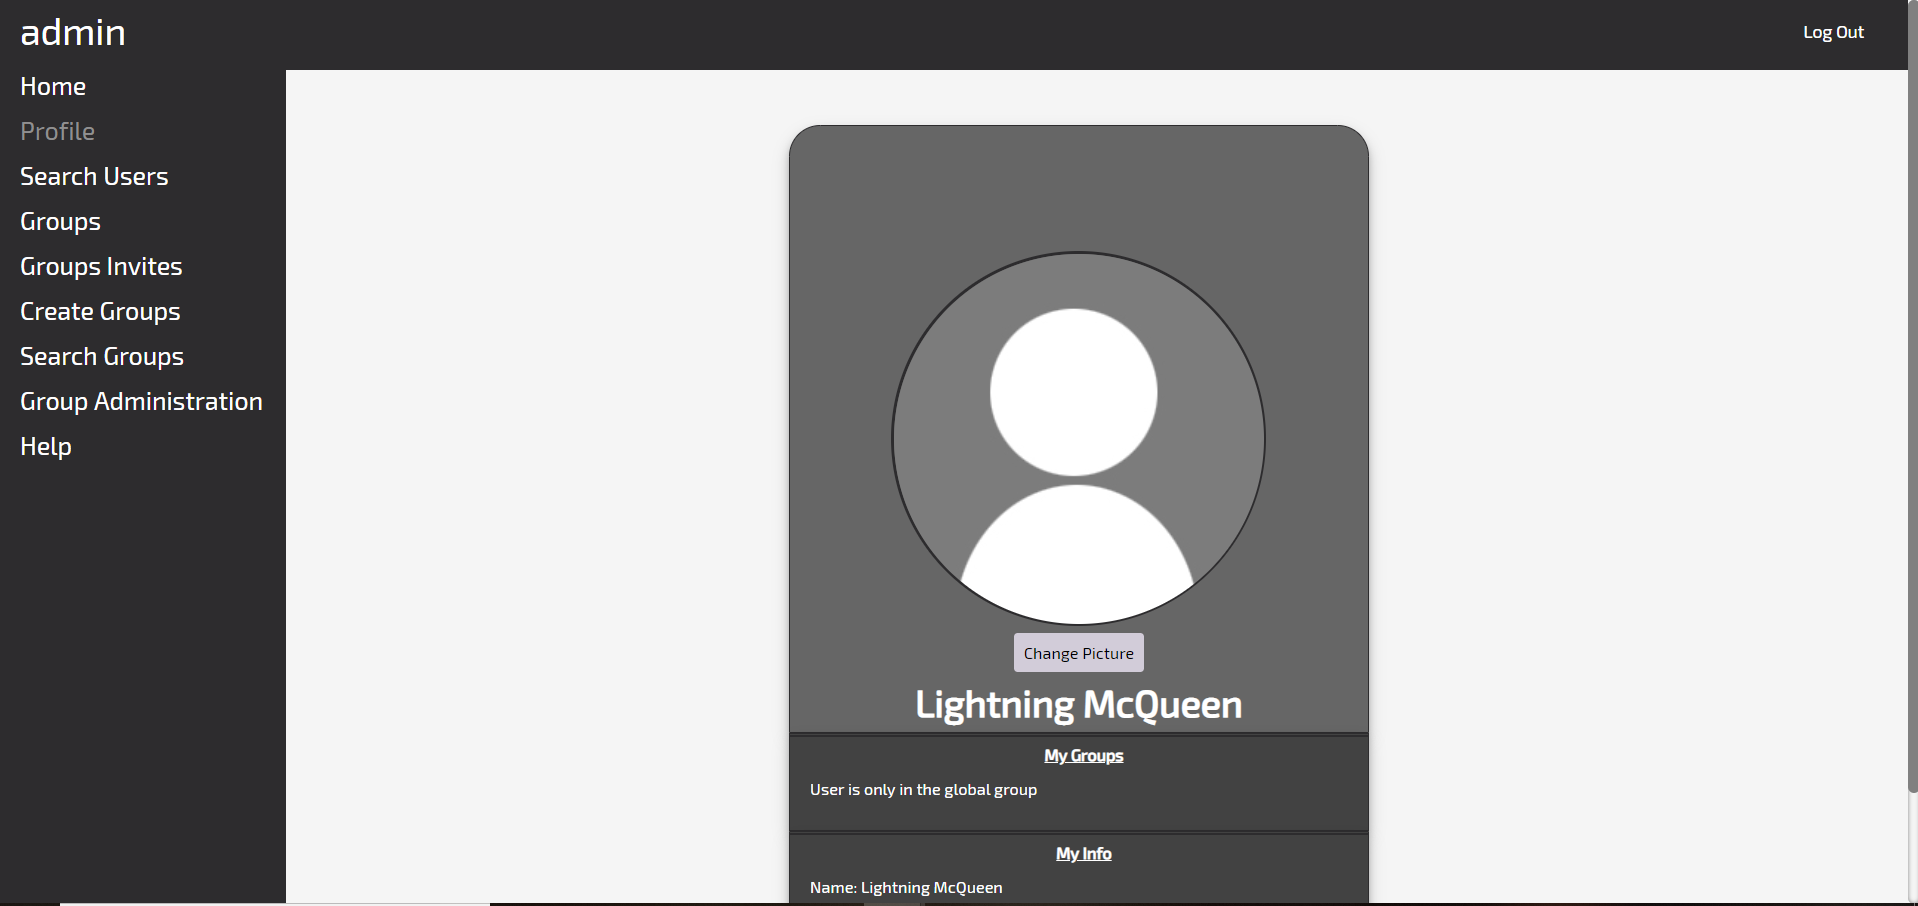 admin
Log Out
Home
Profile
Search Users
Groups
Groups Invites
Create Groups
Search Groups
Group Administration
Help
Change Picture
Lightning McQueen
My Groups
User is only in the global group
My Info
Name: Lightning McQueen